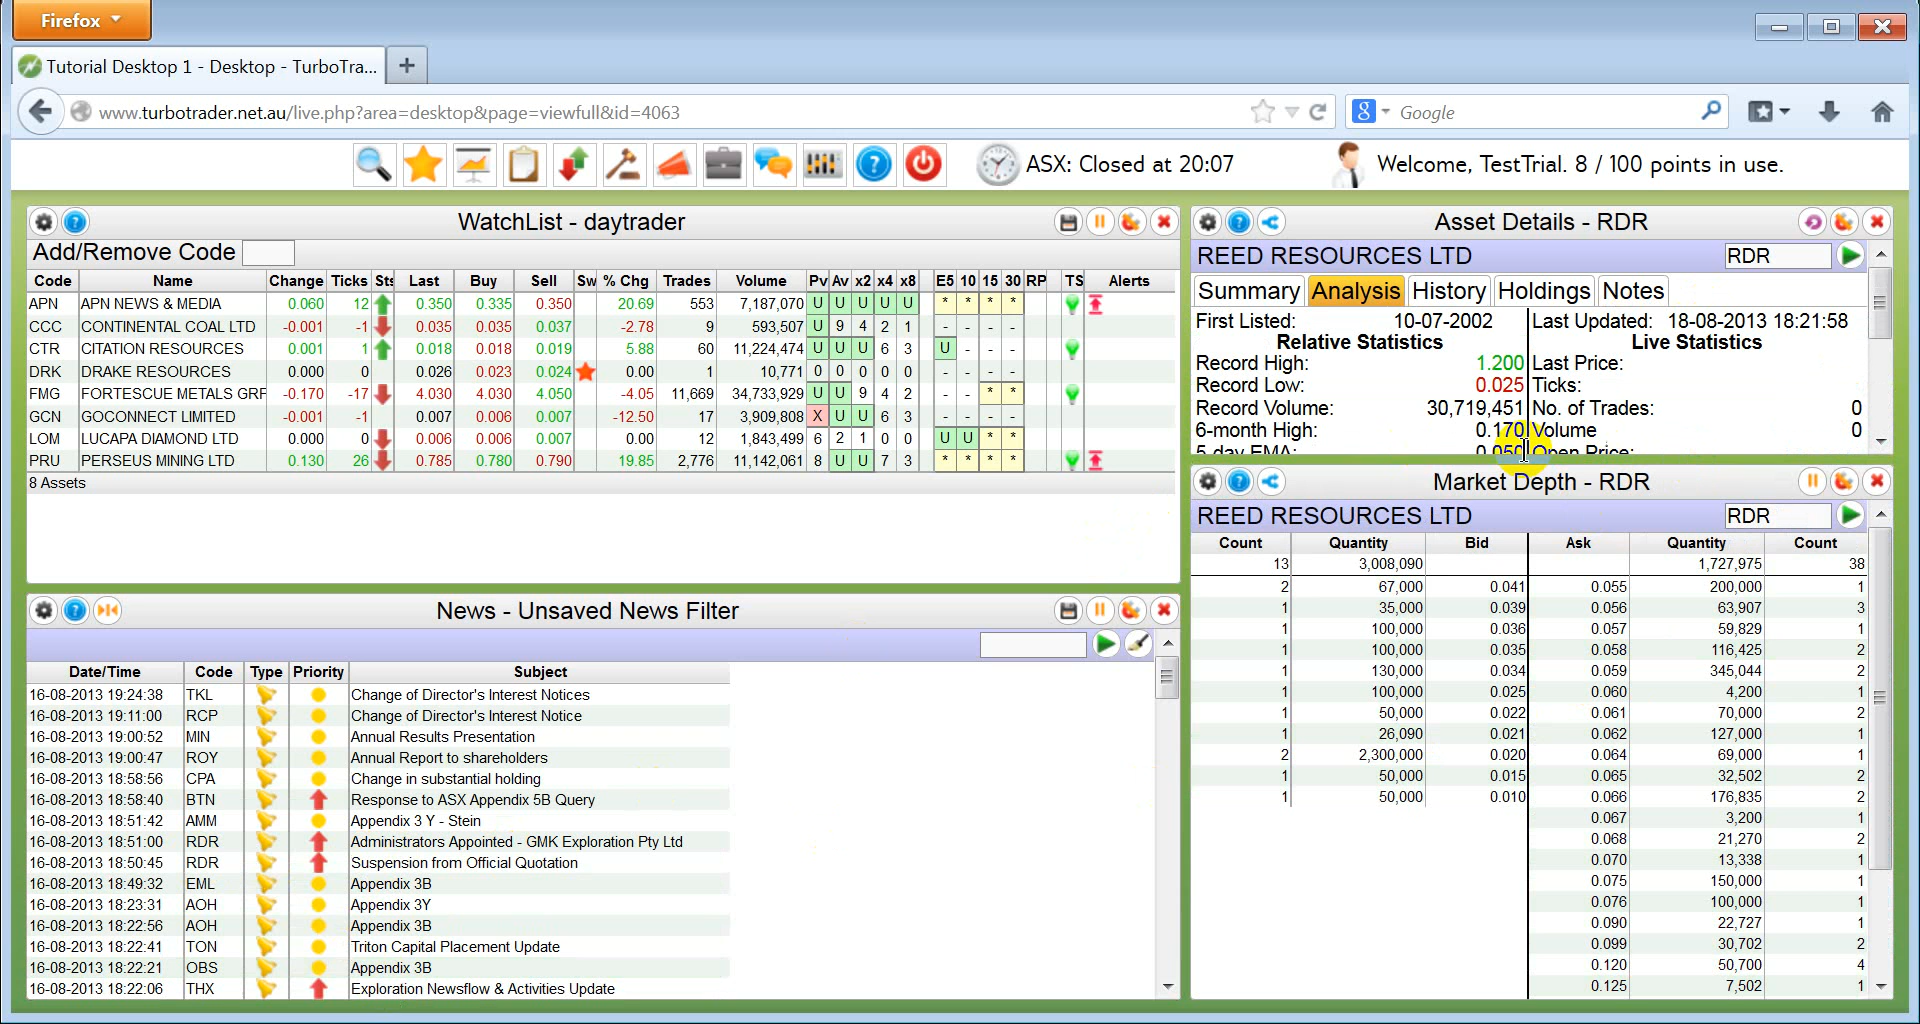 Firefox
Tutorial Desktop 1 - Desktop - TurboTra...
www.turbotrader.net.au/live.php?area=desktop&page=viewfull&id=4063
Google
ASX: Closed at 20:07
Welcome, TestTrial. 8 / 100 points in use.
WatchList - daytrader
Add/Remove Code
Code Name Change Ticks Sts Last Buy Sell Sw % Chg Trades Volume Pv Av x2 x4 x8 E5 10 15 30 RP TS Alerts
APN APN NEWS & MEDIA 0.060 12 0.350 0.335 0.350 20.69 553 7,187,070 U U U U U * * * *
CCC CONTINENTAL COAL LTD -0.001 -1 0.035 0.035 0.037 -2.78 9 593,507 U 9 4 2 1 - - - -
CTR CITATION RESOURCES 0.001 1 0.018 0.018 0.019 5.88 60 11,224,474 U U U 6 3 U - - -
DRK DRAKE RESOURCES 0.000 0 0.026 0.023 0.024 0.00 1 10,771 0 0 0 0 0 - - - -
FMG FORTESCUE METALS GRF -0.170 -17 4.030 4.030 4.050 -4.05 11,669 34,733,929 U U 9 4 2 - - * *
GCN GOCONNECT LIMITED -0.001 -1 0.007 0.006 0.007 -12.50 17 3,909,808 X U U 6 3 - - - -
LOM LUCAPA DIAMOND LTD 0.000 0 0.006 0.006 0.007 0.00 12 1,843,499 6 2 1 0 0 U U * *
PRU PERSEUS MINING LTD 0.130 26 0.785 0.780 0.790 19.85 2,776 11,142,061 8 U U 7 3 * * * *
8 Assets
News - Unsaved News Filter
Date/Time Code Type Priority Subject
16-08-2013 19:24:38 TKL Change of Director's Interest Notices
16-08-2013 19:11:00 RCP Change of Director's Interest Notice
16-08-2013 19:00:52 MIN Annual Results Presentation
16-08-2013 19:00:47 ROY Annual Report to shareholders
16-08-2013 18:58:56 CPA Change in substantial holding
16-08-2013 18:58:40 BTN Response to ASX Appendix 5B Query
16-08-2013 18:51:42 AMM Appendix 3 Y - Stein
16-08-2013 18:51:00 RDR Administrators Appointed - GMK Exploration Pty Ltd
16-08-2013 18:50:45 RDR Suspension from Official Quotation
16-08-2013 18:49:32 EML Appendix 3B
16-08-2013 18:23:31 AOH Appendix 3Y
16-08-2013 18:22:56 AOH Appendix 3B
16-08-2013 18:22:41 TON Triton Capital Placement Update
16-08-2013 18:22:21 OBS Appendix 3B
16-08-2013 18:22:06 THX Exploration Newsflow & Activities Update
Asset Details - RDR
REED RESOURCES LTD RDR
Summary Analysis History Holdings Notes
First Listed: 10-07-2002 Last Updated: 18-08-2013 18:21:58
Relative Statistics Live Statistics
Record High: 1.200 Last Price:
Record Low: 0.025 Ticks:
Record Volume: 30,719,451 No. of Trades: 0
6-month High: 0.170 Volume 0
5 day EMA: 0.050 Open Price:
Market Depth - RDR
REED RESOURCES LTD RDR
Count Quantity Bid Ask Quantity Count
13 3,008,090 1,727,975 38
2 67,000 0.041 0.055 200,000 1
1 35,000 0.039 0.056 63,907 3
1 100,000 0.036 0.057 59,829 1
1 100,000 0.035 0.058 116,425 2
1 130,000 0.034 0.059 345,044 2
1 100,000 0.025 0.060 4,200 1
1 50,000 0.022 0.061 70,000 2
1 26,090 0.021 0.062 127,000 1
2 2,300,000 0.020 0.064 69,000 1
1 50,000 0.015 0.065 32,502 2
1 50,000 0.010 0.066 176,835 2
0.067 3,200 1
0.068 21,270 2
0.070 13,338 1
0.075 150,000 1
0.076 100,000 1
0.090 22,727 1
0.099 30,702 2
0.120 50,700 4
0.125 7,502 1